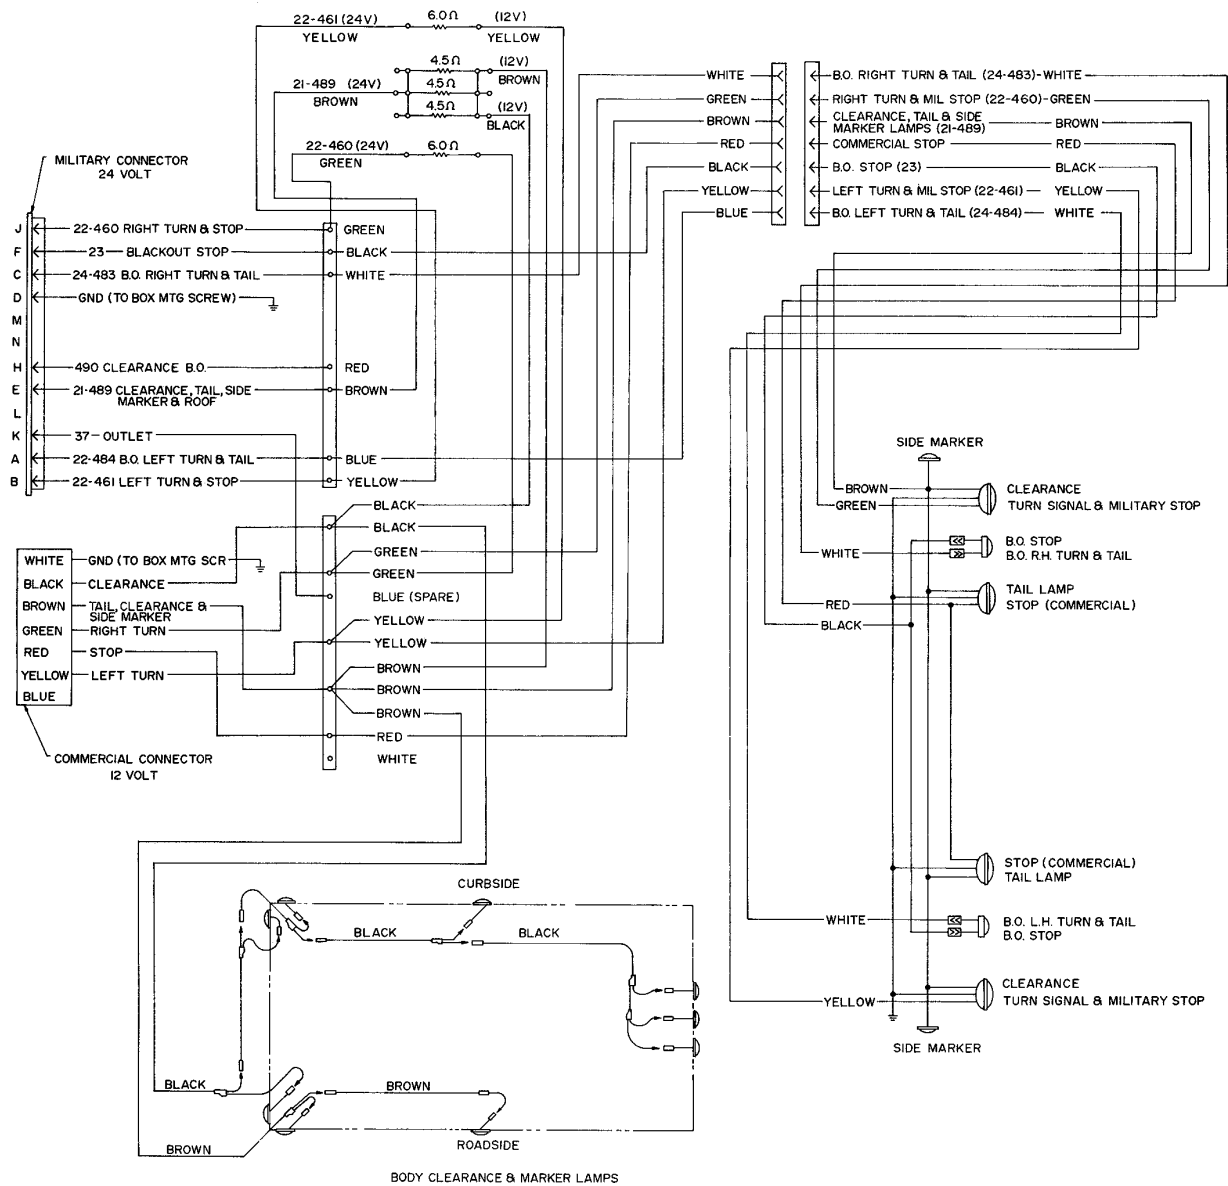 22-461 (24V)
YELLOW
6.0Ω
(12V)
YELLOW
21-489 (24V)
BROWN
4.5Ω
4.5Ω
4.5Ω
(12V)
BROWN
(12V)
BLACK
22-460 (24V)
GREEN
6.0Ω
MILITARY CONNECTOR
24 VOLT
J 22-460 RIGHT TURN & STOP GREEN
F 23- BLACKOUT STOP BLACK
C 24-483 B.O. RIGHT TURN & TAIL WHITE
D GND (TO BOX MTG SCREW)
M
N
H 490 CLEARANCE B.O. RED
E 21-489 CLEARANCE, TAIL, SIDE
MARKER & ROOF
BROWN
L
K 37- OUTLET
A 22-484 B.O. LEFT TURN & TAIL BLUE
B 22-461 LEFT TURN & STOP YELLOW
BLACK
BLACK
GREEN
GREEN
BLUE (SPARE)
YELLOW
YELLOW
BROWN
BROWN
BROWN
RED
WHITE
WHITE GND (TO BOX MTG SCR
BLACK CLEARANCE
BROWN TAIL, CLEARANCE &
SIDE MARKER
GREEN RIGHT TURN
RED STOP
YELLOW LEFT TURN
BLUE
COMMERCIAL CONNECTOR
12 VOLT
WHITE B.O. RIGHT TURN & TAIL (24-483)-WHITE
GREEN RIGHT TURN & MIL STOP (22-460)-GREEN
BROWN CLEARANCE, TAIL & SIDE
MARKER LAMPS (21-489)
BROWN
RED COMMERCIAL STOP RED
BLACK B.O. STOP (23) BLACK
YELLOW LEFT TURN & MIL STOP (22-461) YELLOW
BLUE B.O. LEFT TURN & TAIL (24-484) WHITE
SIDE MARKER
BROWN CLEARANCE
GREEN TURN SIGNAL & MILITARY STOP
B.O. STOP
WHITE B.O. R.H. TURN & TAIL
TAIL LAMP
RED STOP (COMMERCIAL)
BLACK
STOP (COMMERCIAL)
TAIL LAMP
WHITE B.O. L.H. TURN & TAIL
B.O. STOP
CLEARANCE
YELLOW TURN SIGNAL & MILITARY STOP
SIDE MARKER
CURBSIDE
BLACK
BLACK
BLACK
BROWN
BROWN
ROADSIDE
BODY CLEARANCE & MARKER LAMPS